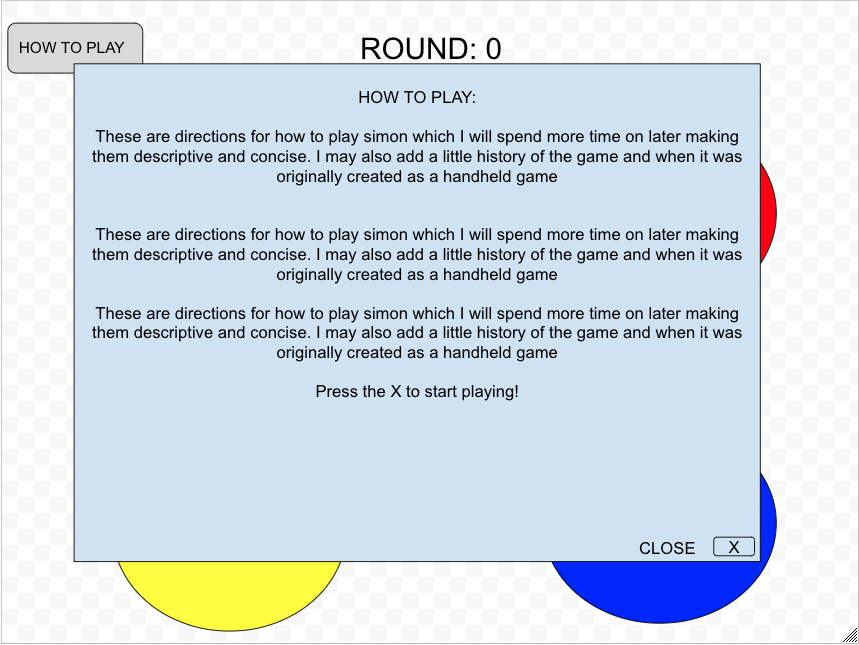 HOW TO PLAY
ROUND: 0
HOW TO PLAY:
These are directions for how to play simon which I will spend more time on later making
them descriptive and concise. I may also add a little history of the game and when it was
originally created as a handheld game
These are directions for how to play simon which I will spend more time on later making
them descriptive and concise. I may also add a little history of the game and when it was
originally created as a handheld game
These are directions for how to play simon which I will spend more time on later making
them descriptive and concise. I may also add a little history of the game and when it was
originally created as a handheld game
Press the X to start playing!
CLOSE X